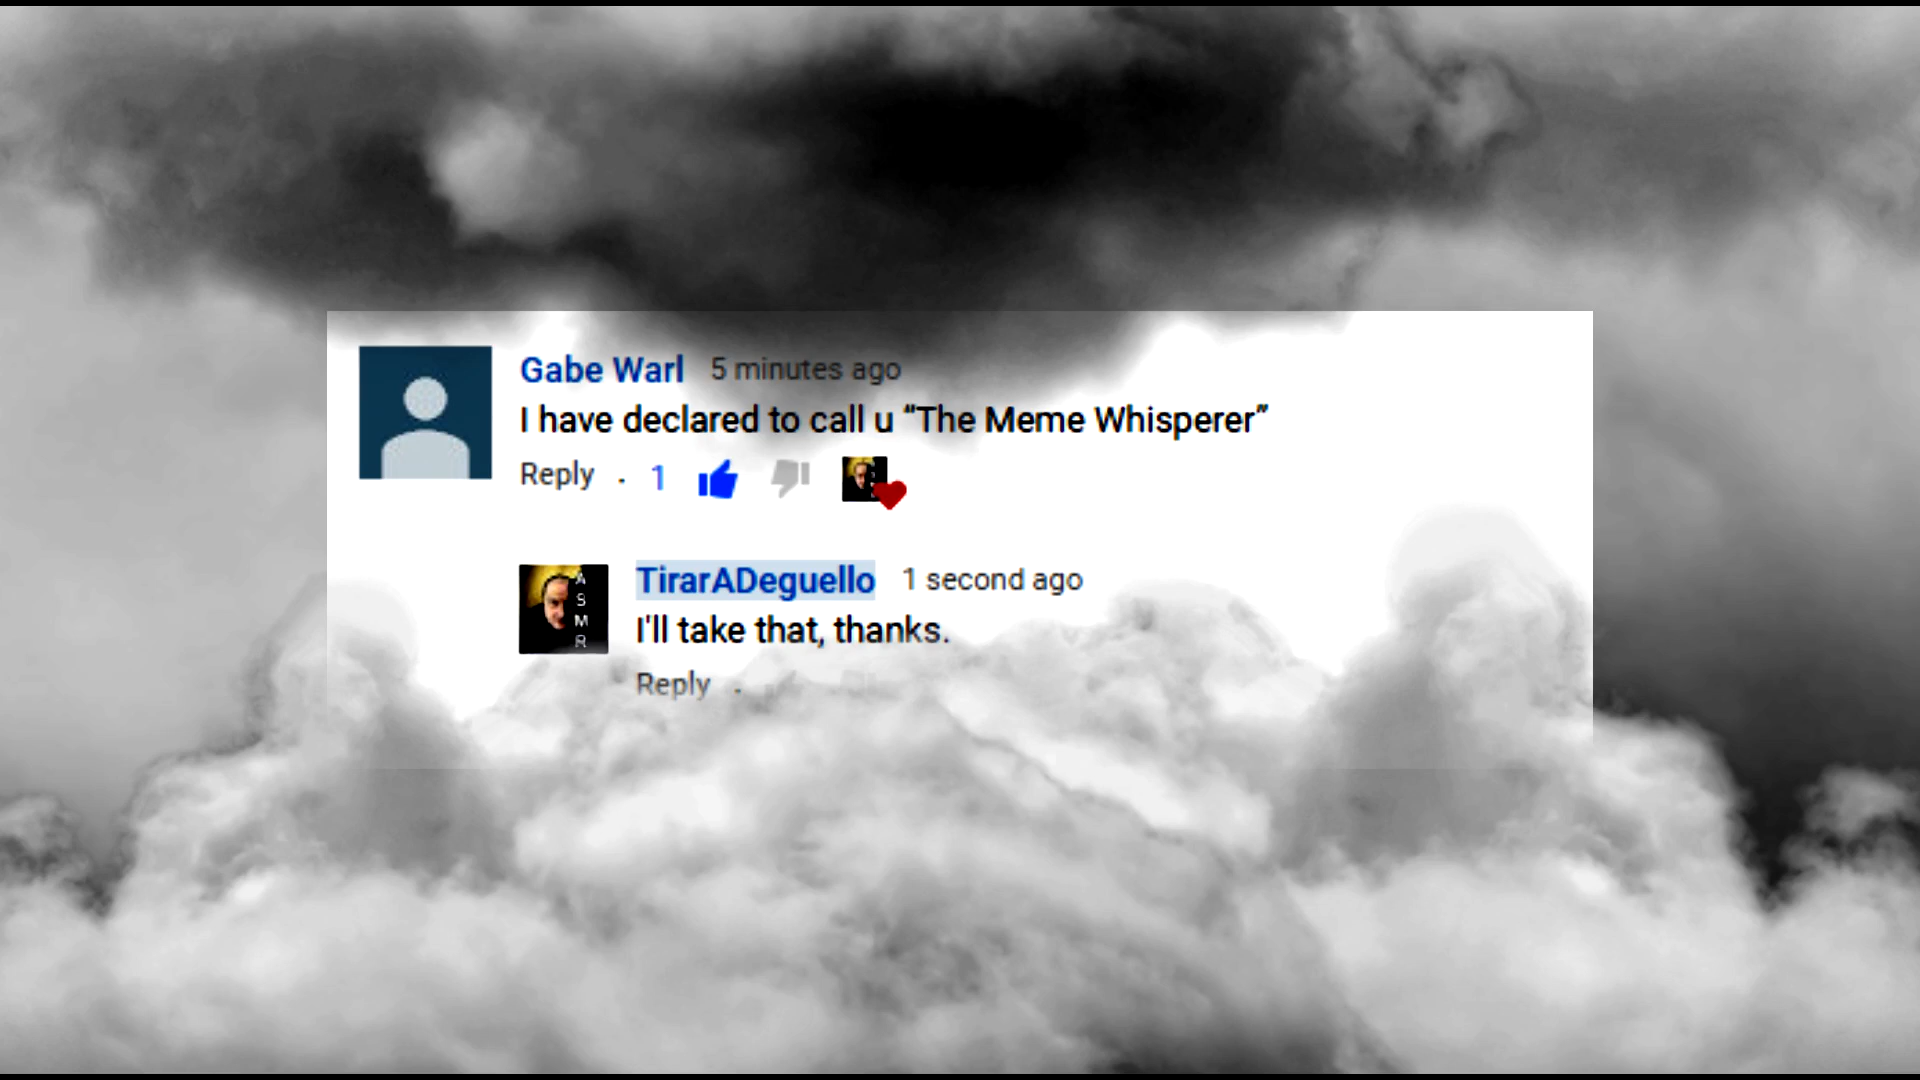 Gabe Warl 5 minutes ago
I have declared to call u “The Meme Whisperer”
Reply . 1
A
S
M
R
TirarADeguello 1 second ago
I'll take that, thanks.
Reply .